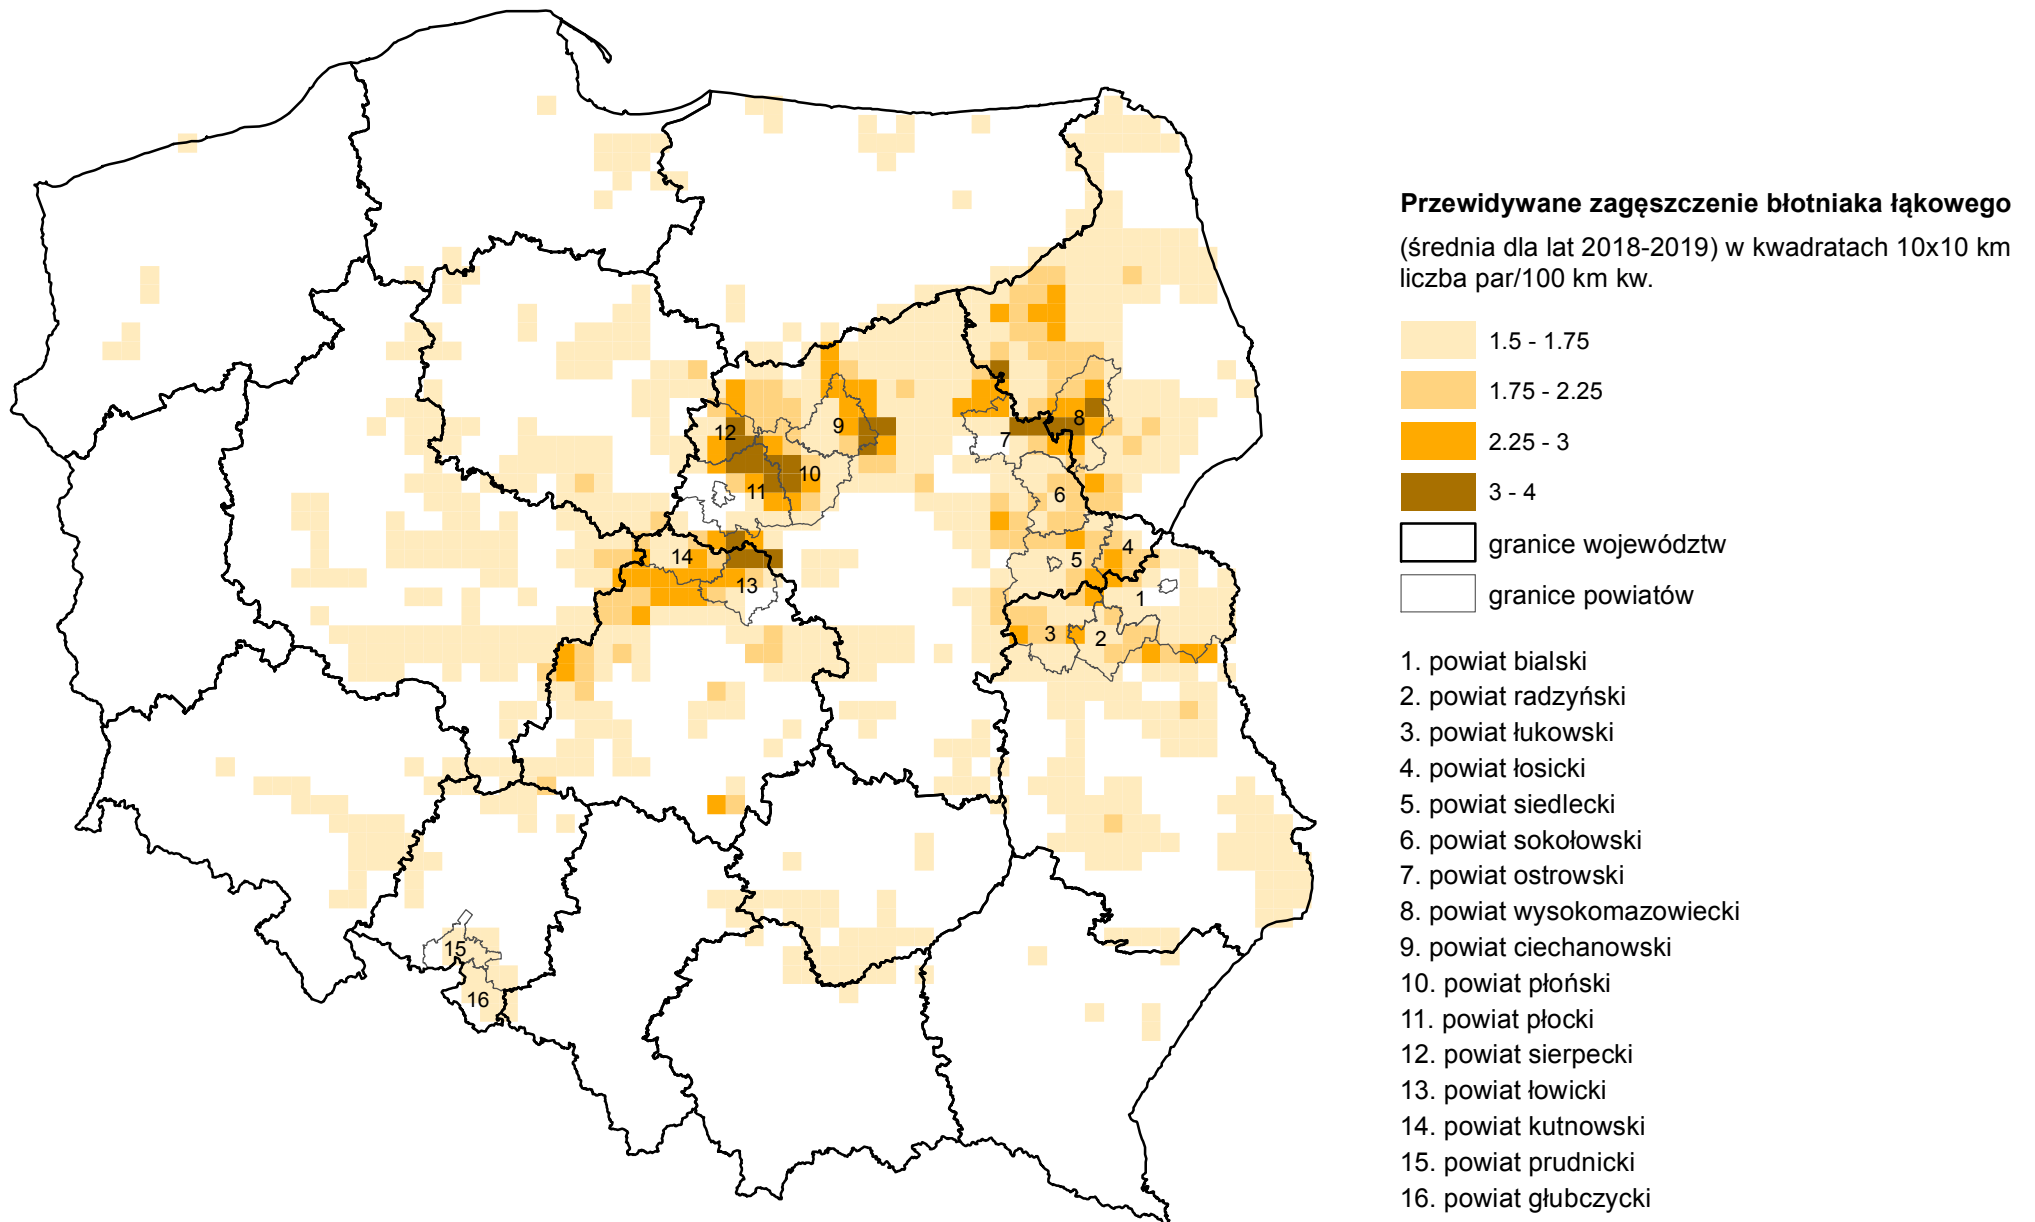 Przewidywane zagęszczenie błotniaka łąkowego
(średnia dla lat 2018-2019) w kwadratach 10x10 km
liczba par/100 km kw.
1.5 - 1.75
1.75 - 2.25
2.25 - 3
3 - 4
granice województw
granice powiatów
1. powiat bialski
2. powiat radzyński
3. powiat łukowski
4. powiat łosicki
5. powiat siedlecki
6. powiat sokołowski
7. powiat ostrowski
8. powiat wysokomazowiecki
9. powiat ciechanowski
10. powiat płoński
11. powiat płocki
12. powiat sierpecki
13. powiat łowicki
14. powiat kutnowski
15. powiat prudnicki
16. powiat głubczycki
8
9
12
7
10
11
6
4
14
5
13
1
3
2
15
16